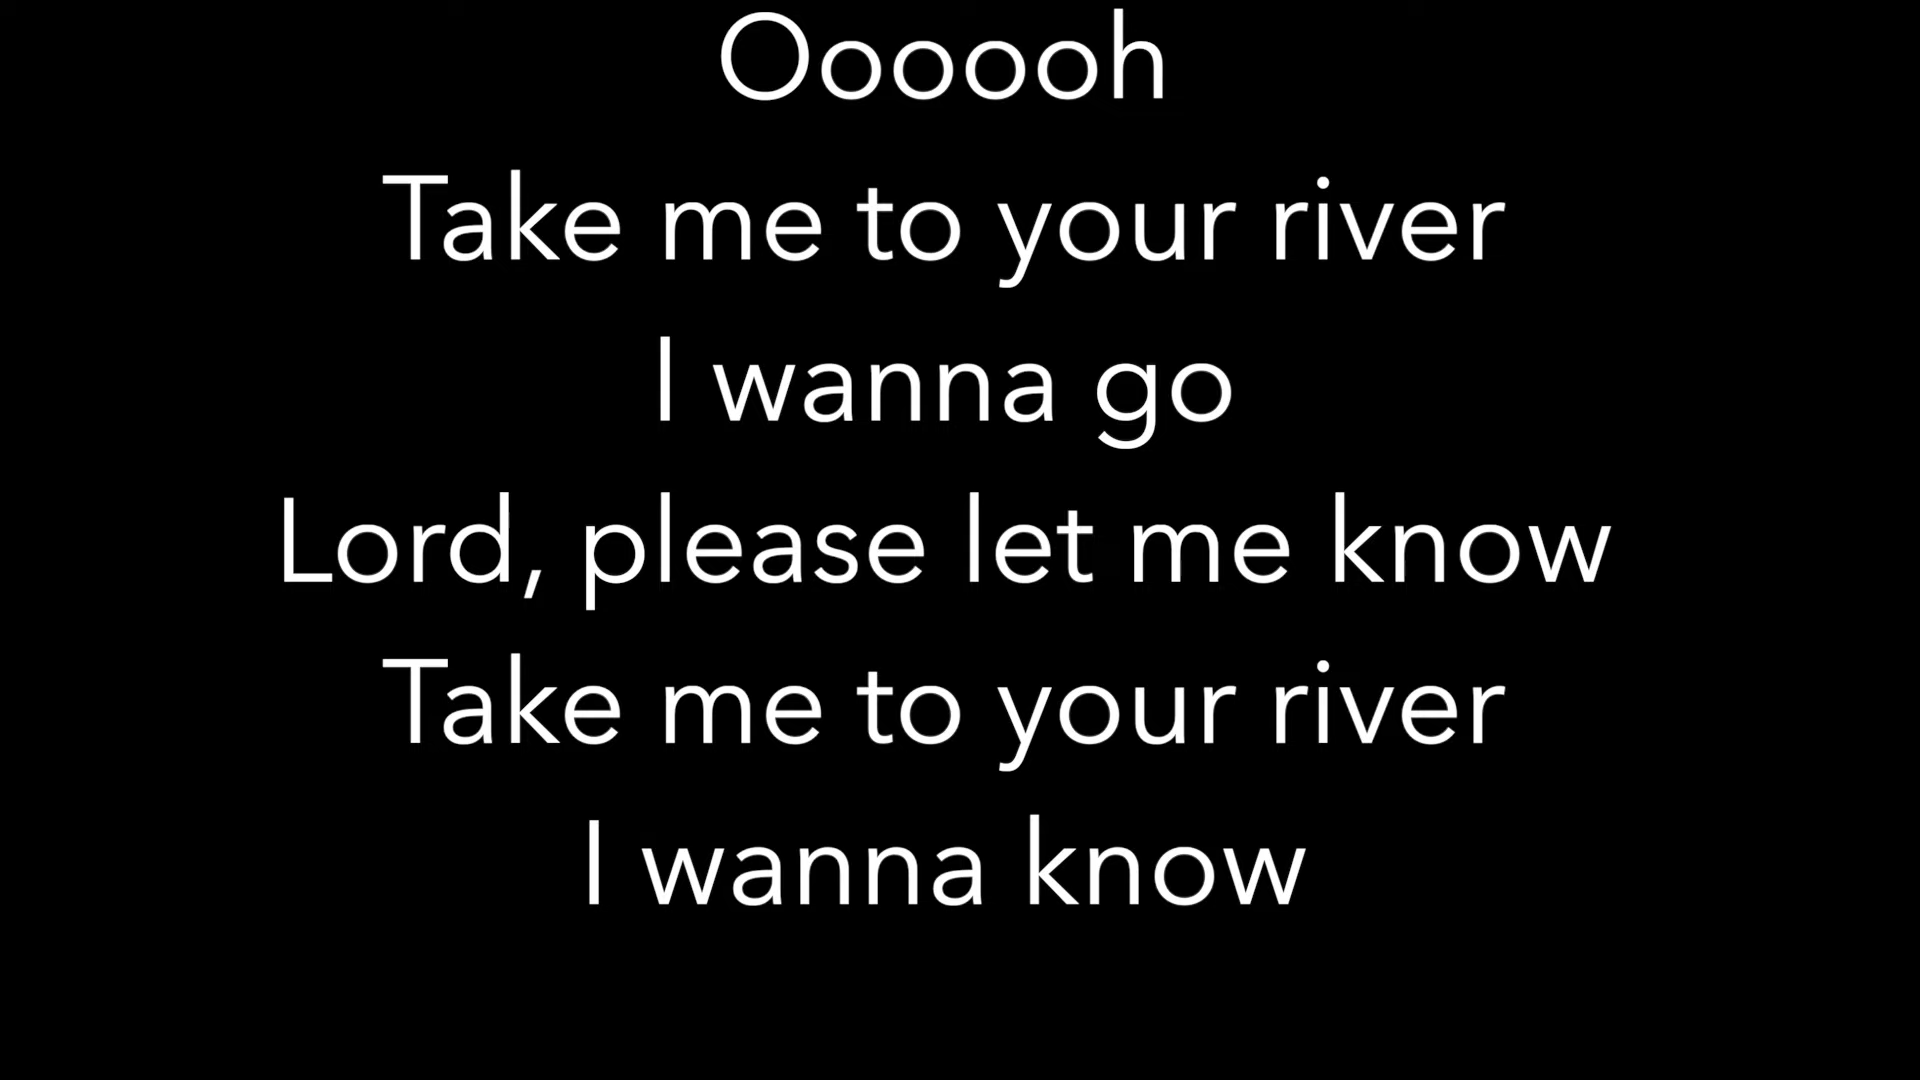 Oooooh
Take me to your river
I wanna go
Lord, please let me know
Take me to your river
I wanna know